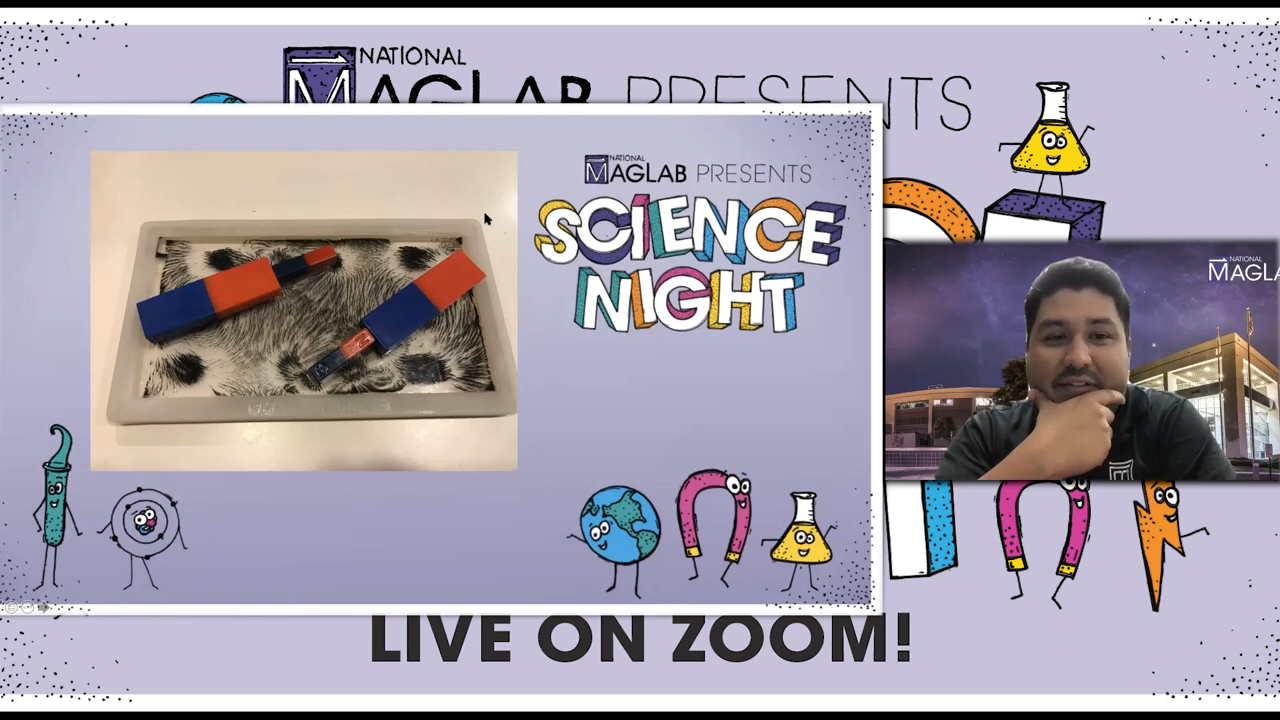 NATIONAL
MAGLAB PRESENTS
NATIONAL
MAGLAB PRESENTS
SCIENCE
NIGHT
NATIONAL
MAGLA
LIVE ON ZOOM!